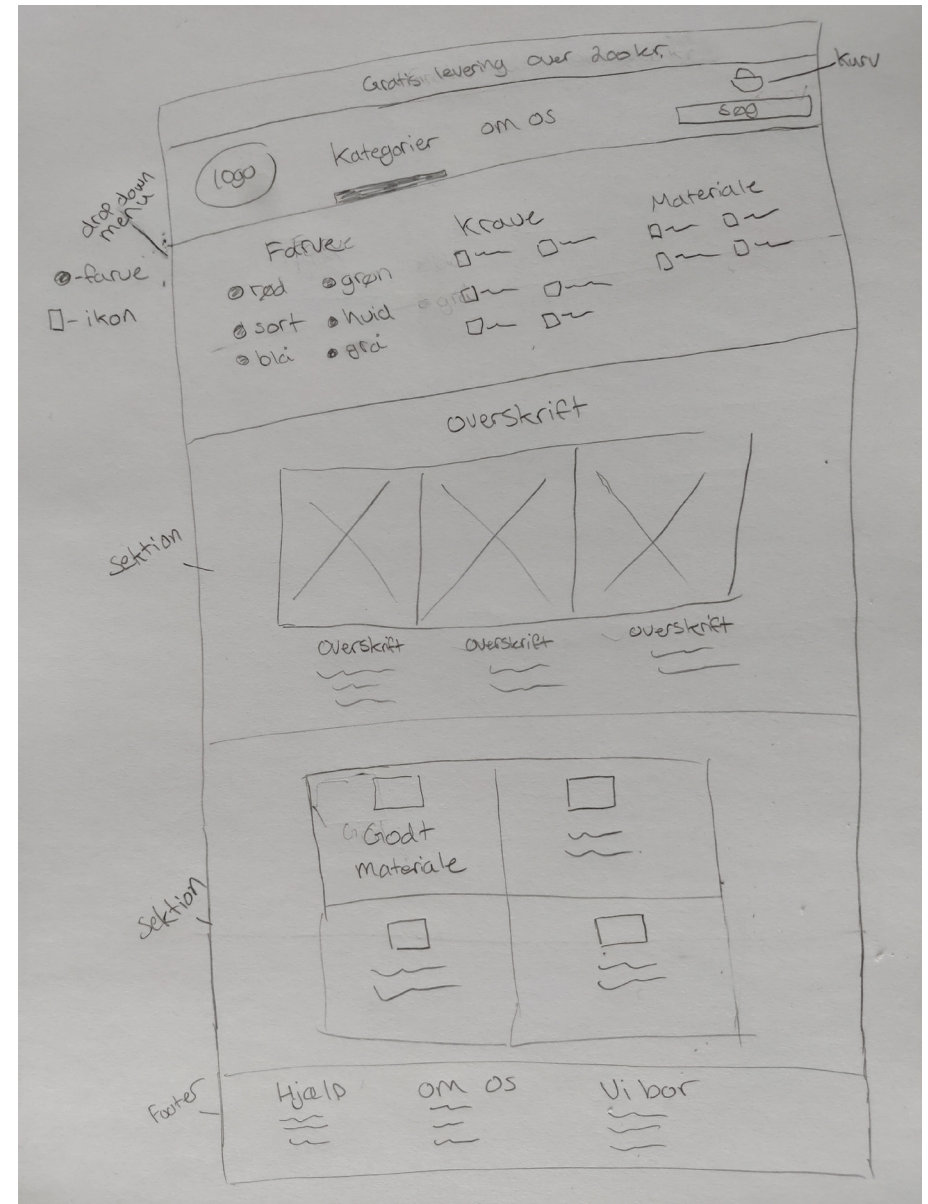 Gratis levering over 200kr.
Kurv
logo
Kategorier
om os
søg
drop down
menu
-farve
- ikon
Farve
rød
grøn
sort
hvid
blå
grå
Krave
Materiale
overskrift
Sektion
overskrift
overskrift
overskrift
Sektion
Godt
materiale
Footer
Hjælp
om os
Vi bor